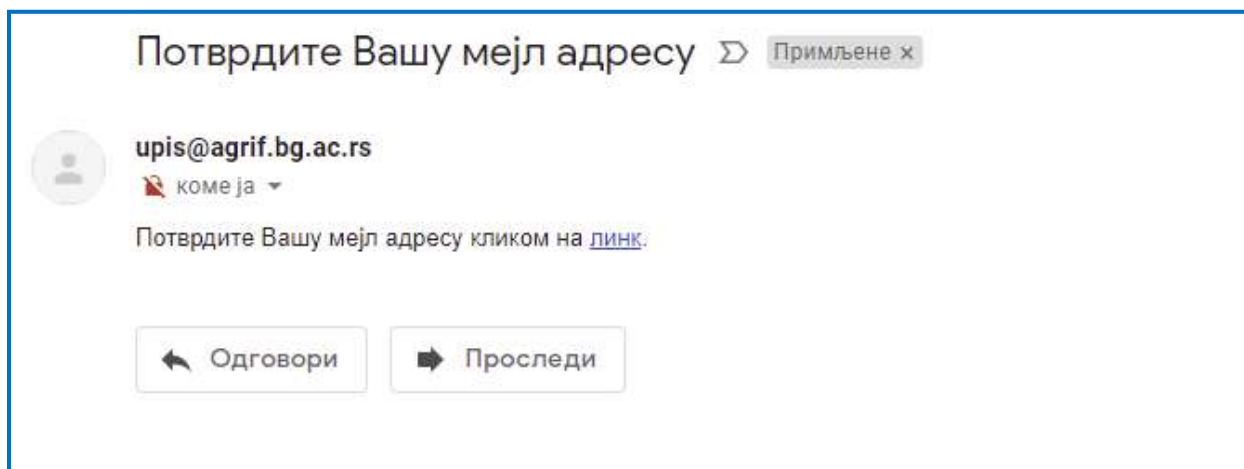 Потврдите Вашу мејл адресу Примљене x
upis@agrif.bg.ac.rs
коме ја
Потврдите Вашу мејл адресу кликом на линк.
Одговори Проследи